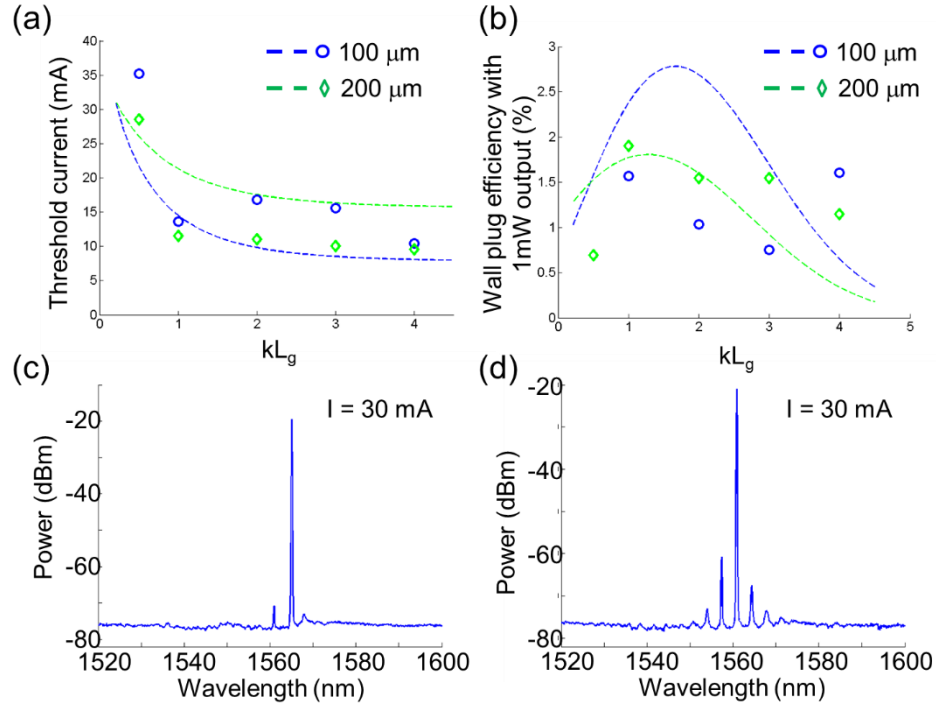 (a)
Threshold current (mA)
40
35
30
25
20
15
10
5
0
0
1
2
3
4
kLg
100 μm
200 μm
(b)
Wall plug efficiency with
1mW output (%)
3
2.5
2
1.5
1
0.5
0
0
1
2
3
4
5
kLg
100 μm
200 μm
(c)
I = 30 mA
Power (dBm)
-20
-40
-60
-80
1520
1540
1560
1580
1600
Wavelength (nm)
(d)
I = 30 mA
Power (dBm)
-20
-40
-60
-80
1520
1540
1560
1580
1600
Wavelength (nm)